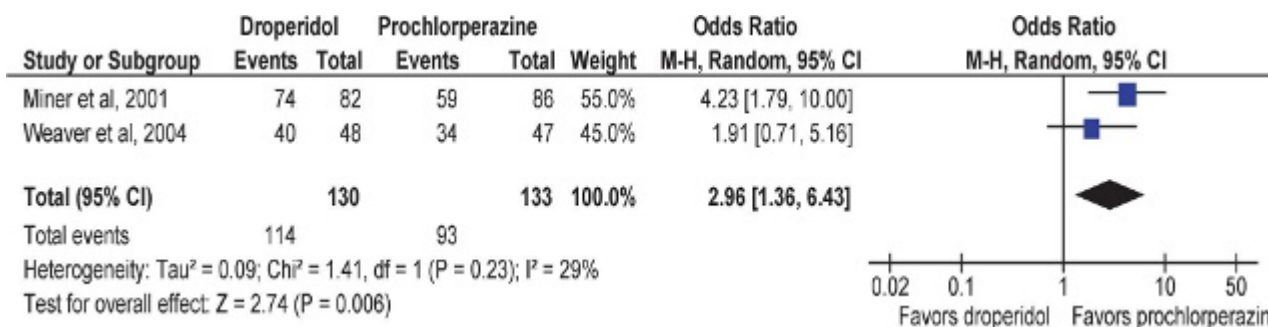 Droperidol Prochlorperazine Odds Ratio Odds Ratio
Study or Subgroup Events Total Events Total Weight M-H, Random, 95% CI M-H, Random, 95% CI
Miner et al, 2001 74 82 59 86 55.0% 4.23 [1.79, 10.00]
Weaver et al, 2004 40 48 34 47 45.0% 1.91 [0.71, 5.16]
Total (95% CI) 130 133 100.0% 2.96 [1.36, 6.43]
Total events 114 93
Heterogeneity: Tau² = 0.09; Chi² = 1.41, df = 1 (P = 0.23); I² = 29%
Test for overall effect: Z = 2.74 (P = 0.006)
0.02 0.1 1 10 50
Favors droperidol Favors prochlorperazin